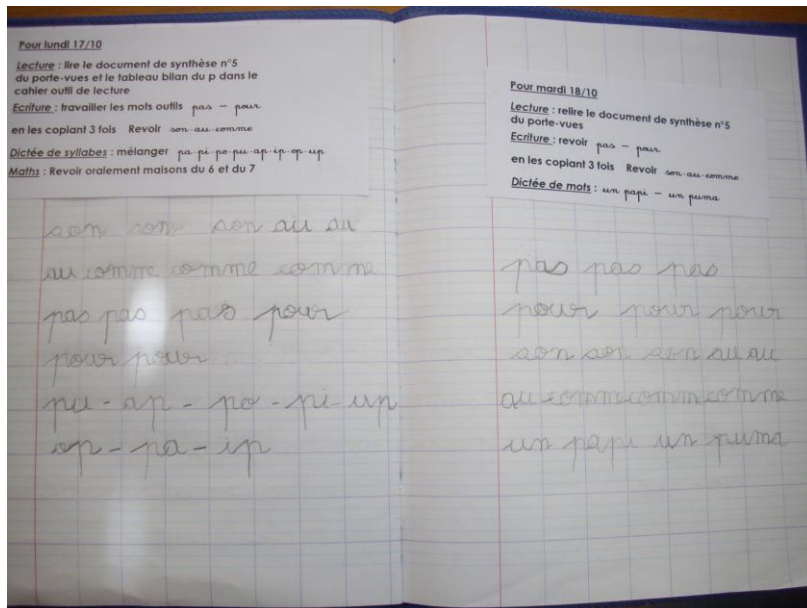 Pour lundi 17/10
Lecture : lire le document de synthèse n°5
du porte-vues et le tableau bilan du p dans le
cahier outil de lecture
Ecriture : travailler les mots outils pas – pour
en les copiant 3 fois Revoir son-au-comme
Dictée de syllabes : mélanger pa-pi-po-pu-ap-ip-op-up
Maths : Revoir oralement maisons du 6 et du 7
son son son au au
au comme comme comme
pas pas pas pour
pour pour
pu - ap - po - pi - up
op - pa - ip
Pour mardi 18/10
Lecture : relire le document de synthèse n°5
du porte-vues
Ecriture : revoir pas – pour
en les copiant 3 fois Revoir son-au-comme
Dictée de mots : un papi – un puma
pas pas pas
pour pour pour
son son son au au
au comme comme comme
un papi un puma